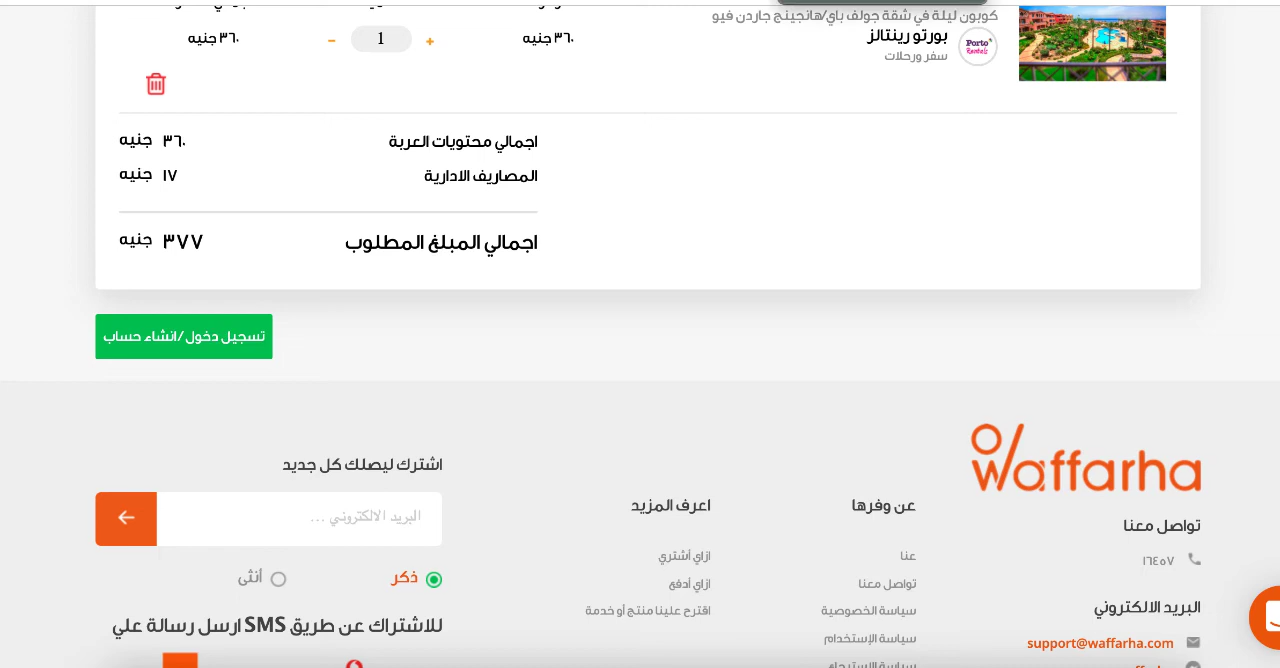 كوبون ليلة في شقة جولف باي/هانجينج جاردن فيو
بورتو رينتالز
سفر ورحلات
Porto
Rentals
٣٦٠ جنيه
+ 1 -
٣٦٠ جنيه
اجمالي محتويات العربة ٣٦٠ جنيه
المصاريف الادارية ١٧ جنيه
اجمالي المبلغ المطلوب ٣٧٧ جنيه
تسجيل دخول/انشاء حساب
Waffarha
تواصل معنا
١٦٤٥٧
البريد الالكتروني
support@waffarha.com
عن وفرها
عنا
تواصل معنا
سياسة الخصوصية
سياسة الإستخدام
اعرف المزيد
ازاي أشتري
ازاي أدفع
اقترح علينا منتج أو خدمة
اشترك ليصلك كل جديد
البريد الالكتروني ...
ذكر
أنثى
للاشتراك عن طريق SMS ارسل رسالة علي